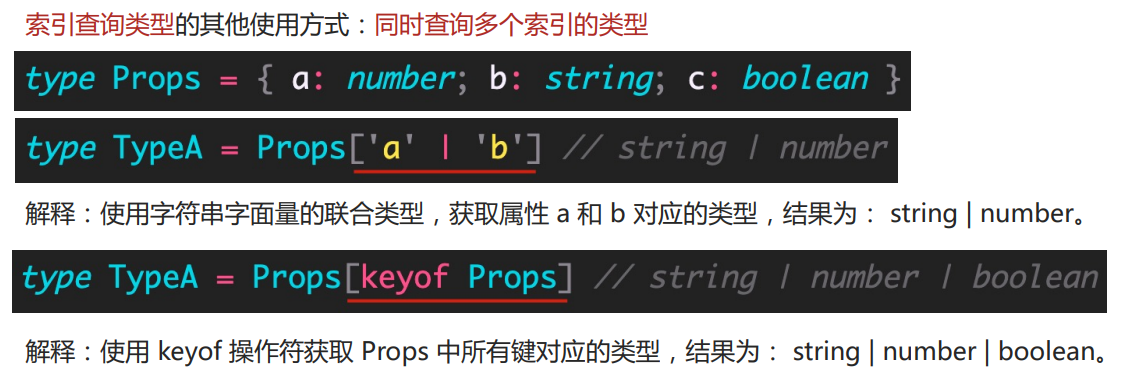 索引查询类型的其他使用方式：同时查询多个索引的类型
type Props = { a: number; b: string; c: boolean }
type TypeA = Props['a' | 'b'] // string | number
解释：使用字符串字面量的联合类型，获取属性 a 和 b 对应的类型，结果为： string | number。
type TypeA = Props[keyof Props] // string | number | boolean
解释：使用 keyof 操作符获取 Props 中所有键对应的类型，结果为： string | number | boolean。